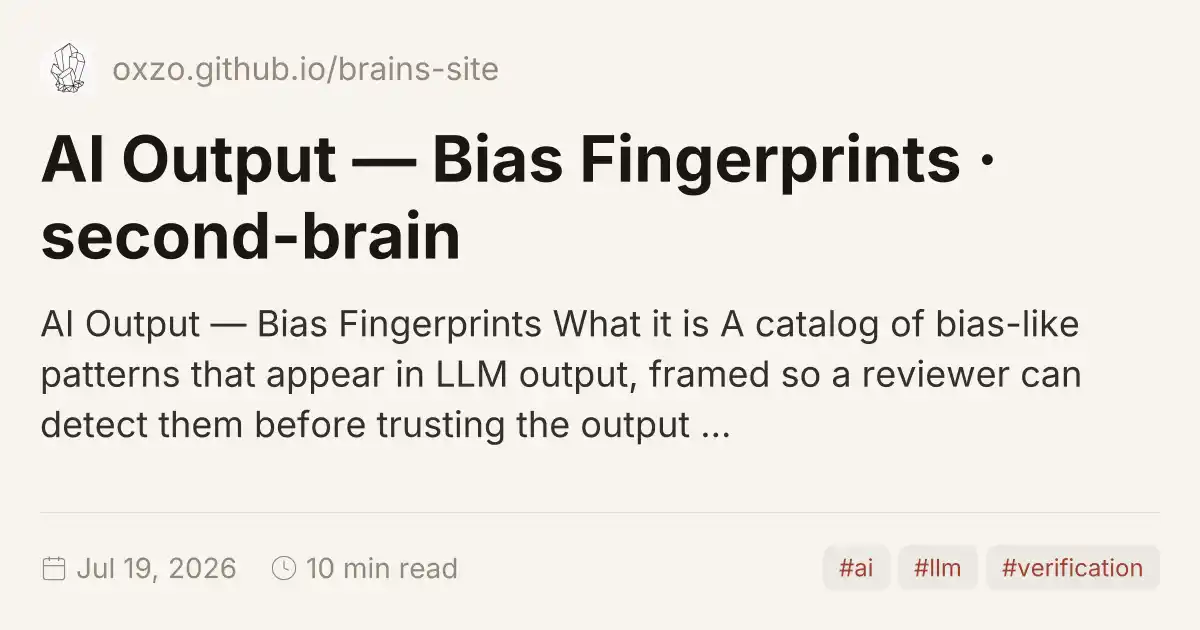 oxzo.github.io/brains-site
AI Output — Bias Fingerprints ·
second-brain
AI Output — Bias Fingerprints What it is A catalog of bias-like
patterns that appear in LLM output, framed so a reviewer can
detect them before trusting the output ...
Jul 19, 2026 10 min read #ai #llm #verification